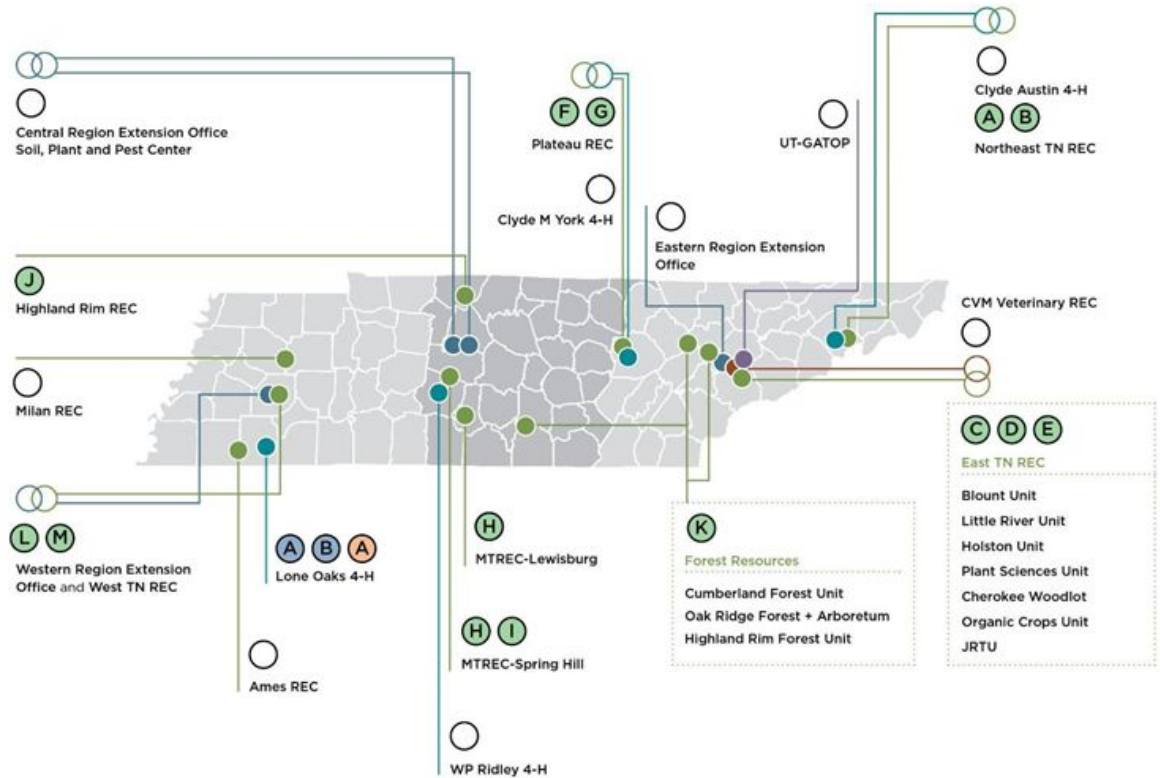 Clyde Austin 4-H
A B
Northeast TN REC
Central Region Extension Office
Soil, Plant and Pest Center
F G
Plateau REC
UT-GATOP
Clyde M York 4-H
Eastern Region Extension
Office
J
Highland Rim REC
CVM Veterinary REC
Milan REC
C D E
East TN REC
Blount Unit
Little River Unit
Holston Unit
Plant Sciences Unit
Cherokee Woodlot
Organic Crops Unit
JRTU
L M
Western Region Extension
Office and West TN REC
A B A
Lone Oaks 4-H
H
MTREC-Lewisburg
K
Forest Resources
Cumberland Forest Unit
Oak Ridge Forest + Arboretum
Highland Rim Forest Unit
H I
MTREC-Spring Hill
Ames REC
WP Ridley 4-H